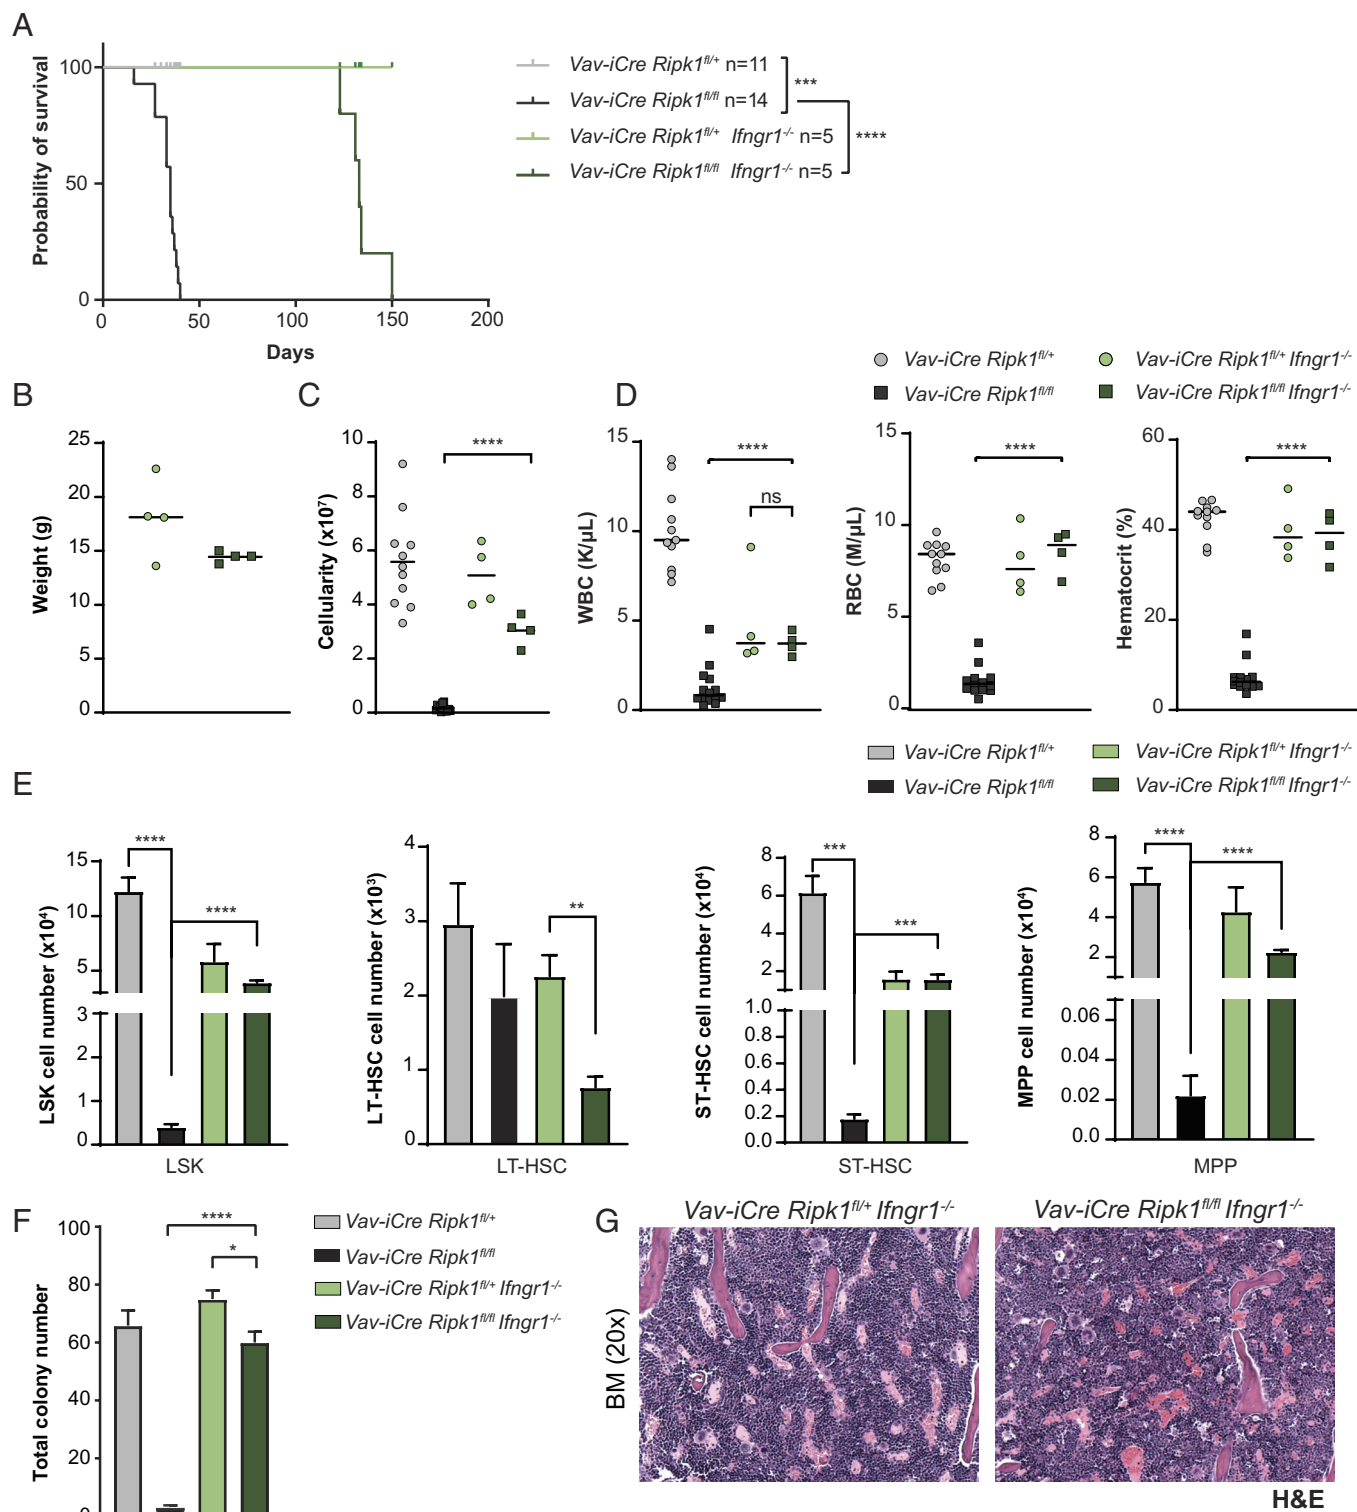 A
Probability of survival
100
50
0
0 50 100 150 200
Days
Vav-iCre Ripk1fl/+ n=11
Vav-iCre Ripk1fl/fl n=14
Vav-iCre Ripk1fl/+ Ifngr1-/- n=5
Vav-iCre Ripk1fl/fl Ifngr1-/- n=5
***
****
Vav-iCre Ripk1fl/+ Vav-iCre Ripk1fl/+ Ifngr1-/-
Vav-iCre Ripk1fl/fl Vav-iCre Ripk1fl/fl Ifngr1-/-
B
Weight (g)
25
20
15
10
5
0
C
Cellularity (x10⁷)
10
8
6
4
2
0
****
D
WBC (K/µL)
15
10
5
0
****
ns
RBC (M/µL)
15
10
5
0
****
Hematocrit (%)
60
40
20
0
****
Vav-iCre Ripk1fl/+ Vav-iCre Ripk1fl/+ Ifngr1-/-
Vav-iCre Ripk1fl/fl Vav-iCre Ripk1fl/fl Ifngr1-/-
E
LSK cell number (x10⁴)
15
10
5
3
2
1
0
****
****
LSK
LT-HSC cell number (x10³)
4
3
2
1
0
**
LT-HSC
ST-HSC cell number (x10⁴)
8
6
4
2
1.0
0.8
0.6
0.4
0.2
0.0
***
***
ST-HSC
MPP cell number (x10⁴)
8
6
4
2
0.06
0.04
0.02
0.0
****
****
MPP
F
Total colony number
100
80
60
40
20
0
****
*
Vav-iCre Ripk1fl/+
Vav-iCre Ripk1fl/fl
Vav-iCre Ripk1fl/+ Ifngr1-/-
Vav-iCre Ripk1fl/fl Ifngr1-/-
G
Vav-iCre Ripk1fl/+ Ifngr1-/- Vav-iCre Ripk1fl/fl Ifngr1-/-
BM (20x)
H&E